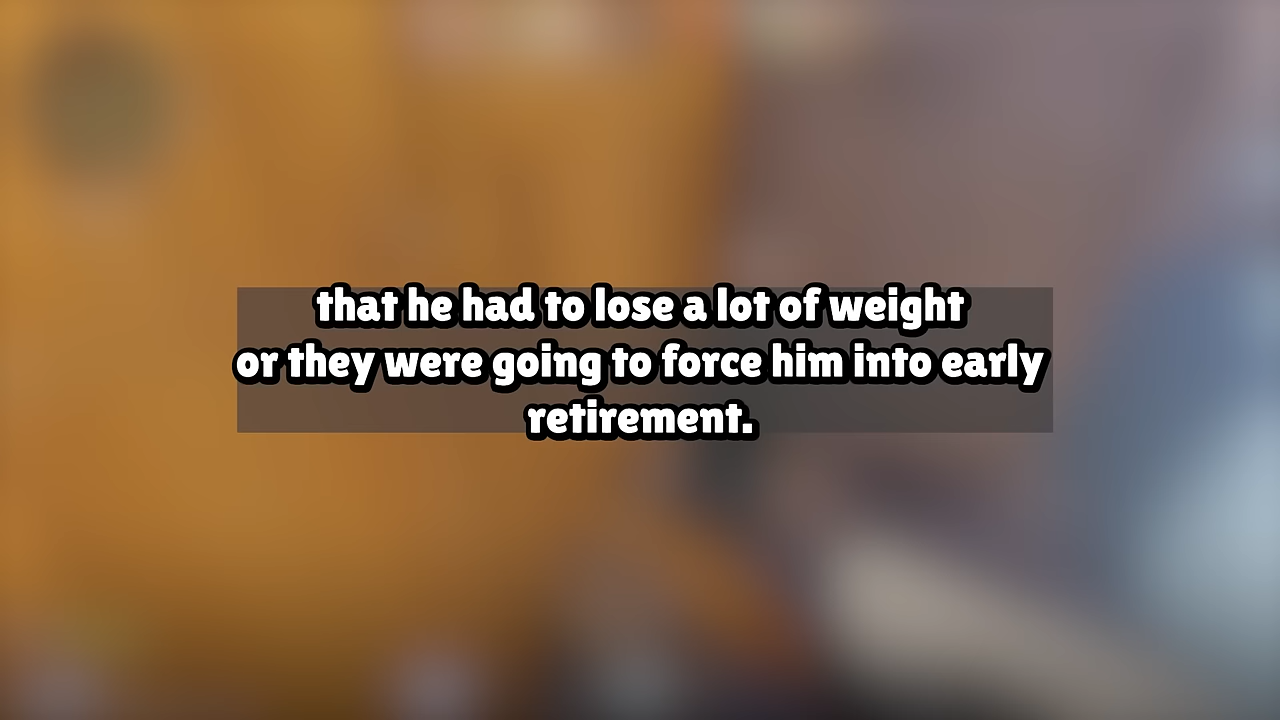 that he had to lose a lot of weight
or they were going to force him into early
retirement.